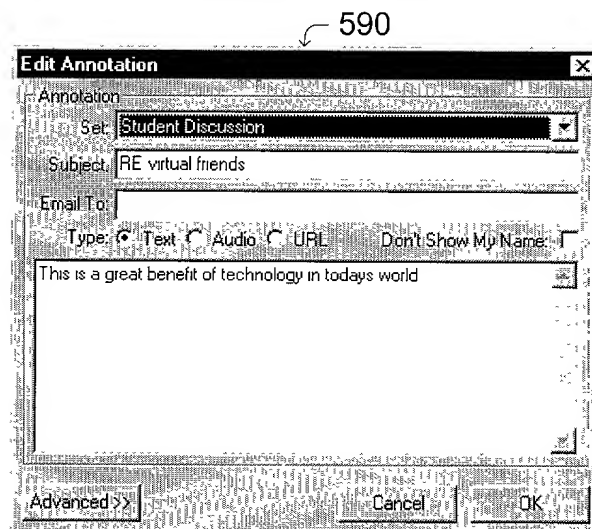 590
Edit Annotation
Annotation
Set: Student Discussion
Subject: RE virtual friends
Email To:
Type: Text Audio URL Don't Show My Name:
This is a great benefit of technology in todays world
Advanced >> Cancel OK